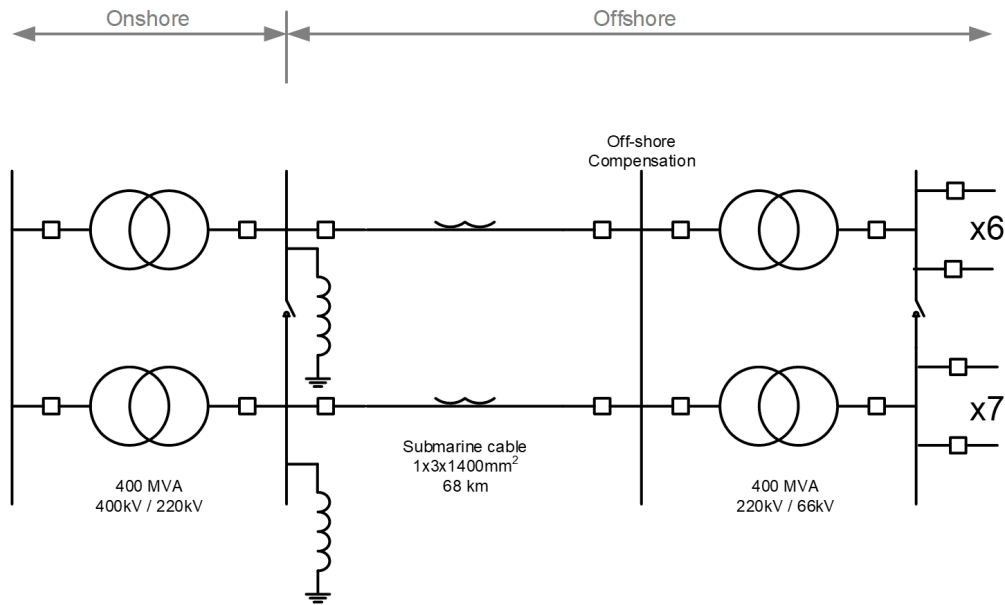 Onshore
Offshore
Off-shore
Compensation
x6
x7
Submarine cable
1x3x1400mm²
68 km
400 MVA
400kV / 220kV
400 MVA
220kV / 66kV